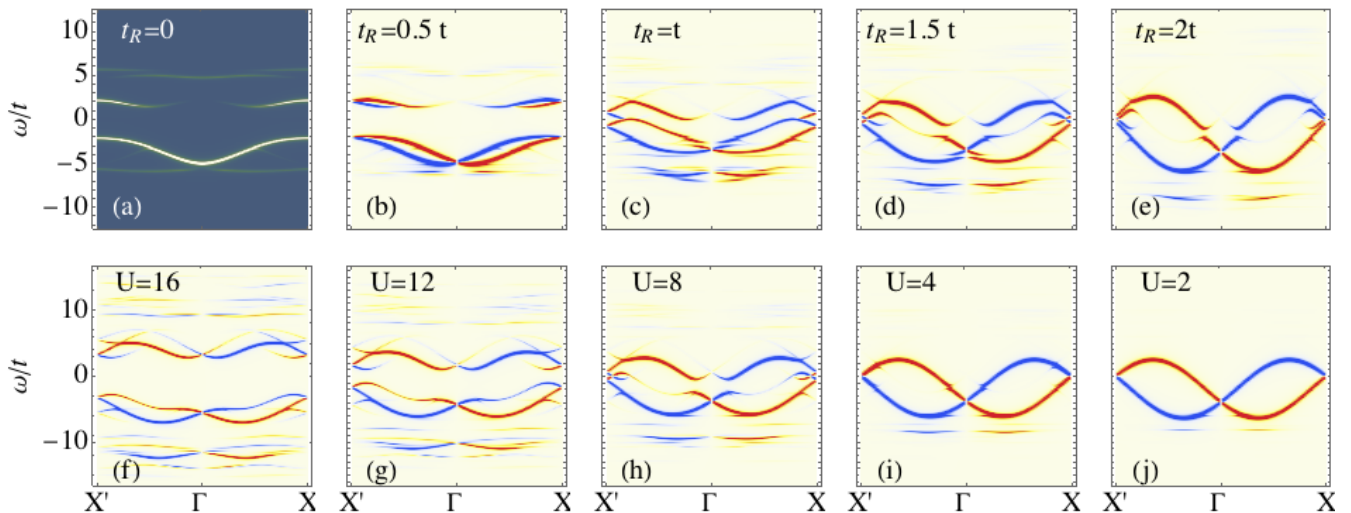 10
5
0
−5
−10
ω/t
t_R=0
(a)
t_R=0.5 t
(b)
t_R=t
(c)
t_R=1.5 t
(d)
t_R=2t
(e)
10
0
−10
ω/t
U=16
(f)
U=12
(g)
U=8
(h)
U=4
(i)
U=2
(j)
X' Γ X X' Γ X X' Γ X X' Γ X X' Γ X